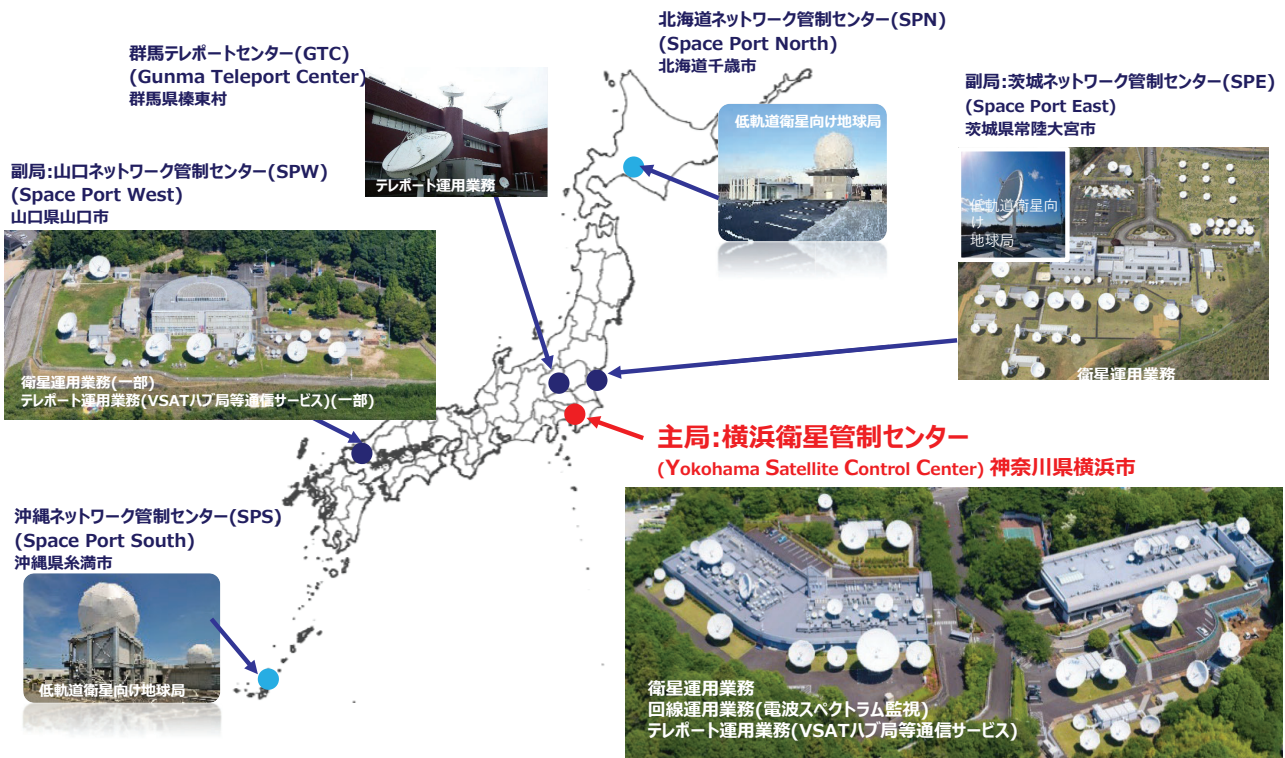 北海道ネットワーク管制センター(SPN)
(Space Port North)
北海道千歳市
低軌道衛星向け地球局
群馬テレポートセンター(GTC)
(Gunma Teleport Center)
群馬県榛東村
テレポート運用業務
副局:茨城ネットワーク管制センター(SPE)
(Space Port East)
茨城県常陸大宮市
低軌道衛星向
け
地球局
衛星運用業務
副局:山口ネットワーク管制センター(SPW)
(Space Port West)
山口県山口市
衛星運用業務(一部)
テレポート運用業務(VSATハブ局等通信サービス)(一部)
主局:横浜衛星管制センター
(Yokohama Satellite Control Center) 神奈川県横浜市
衛星運用業務
回線運用業務(電波スペクトラム監視)
テレポート運用業務(VSATハブ局等通信サービス)
沖縄ネットワーク管制センター(SPS)
(Space Port South)
沖縄県糸満市
低軌道衛星向け地球局